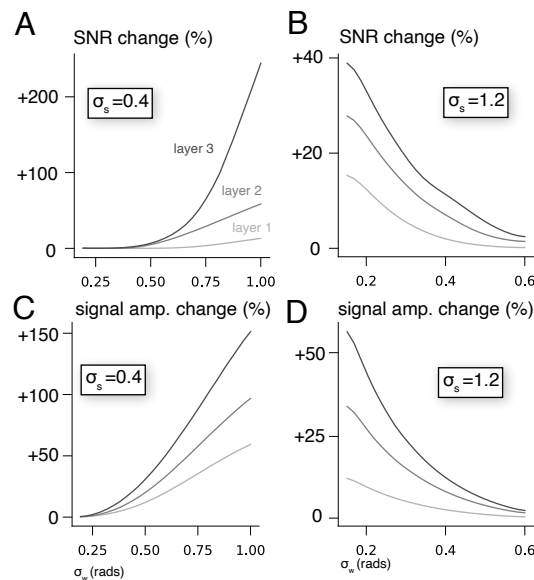 A
SNR change (%)
+200
+100
0
σs=0.4
layer 3
layer 2
layer 1
0.25 0.50 0.75 1.00
B
SNR change (%)
+40
+20
0
σs=1.2
0.2 0.4 0.6
C
signal amp. change (%)
+150
+100
+50
0
σs=0.4
0.25 0.50 0.75 1.00
σw(rads)
D
signal amp. change (%)
+50
+25
0
σs=1.2
0.2 0.4 0.6
σw(rads)